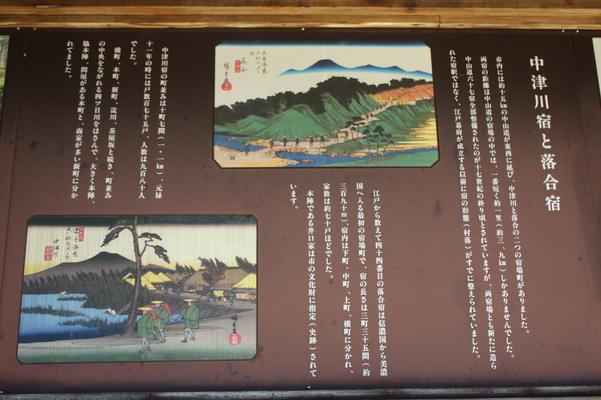 中津川宿と落合宿
市内には約十五㎞の中山道が東西に延び、中津川と落合の二つの宿場町がありました。
両宿の距離は中山道の宿場の中では、一番短く約一里（約三．九㎞）しかありませんでした。
中山道六十七宿全部整備されたのが十七世紀の終り頃とされていますが、両宿場とも新たに造ら
れた宿駅ではなく、江戸幕府が成立する以前に宿の形態（村落）がすでに整えられていました。
江戸から数えて四十四番目の落合宿は信濃国から美濃
国へ入る最初の宿場町で、宿の長さは三町三十五間（約
三百九十ｍ）宿内は下町、中町、上町、横町に分かれ、
家数は約七十戸ほどでした。
本陣である井口家は市の文化財に指定（史跡）されて
います。
中津川宿の町並みは十町七間（一．一㎞）、元禄
十一年の時には戸数百七十五戸、人数は九百八十人
でした。
横町、本町、新町、淀川、茶屋坂と続き、町並み
の中央をながれる四ツ目川をはさんで、大きく本陣、
脇本陣、問屋がある本町と、商家が多い新町に分か
れてました。